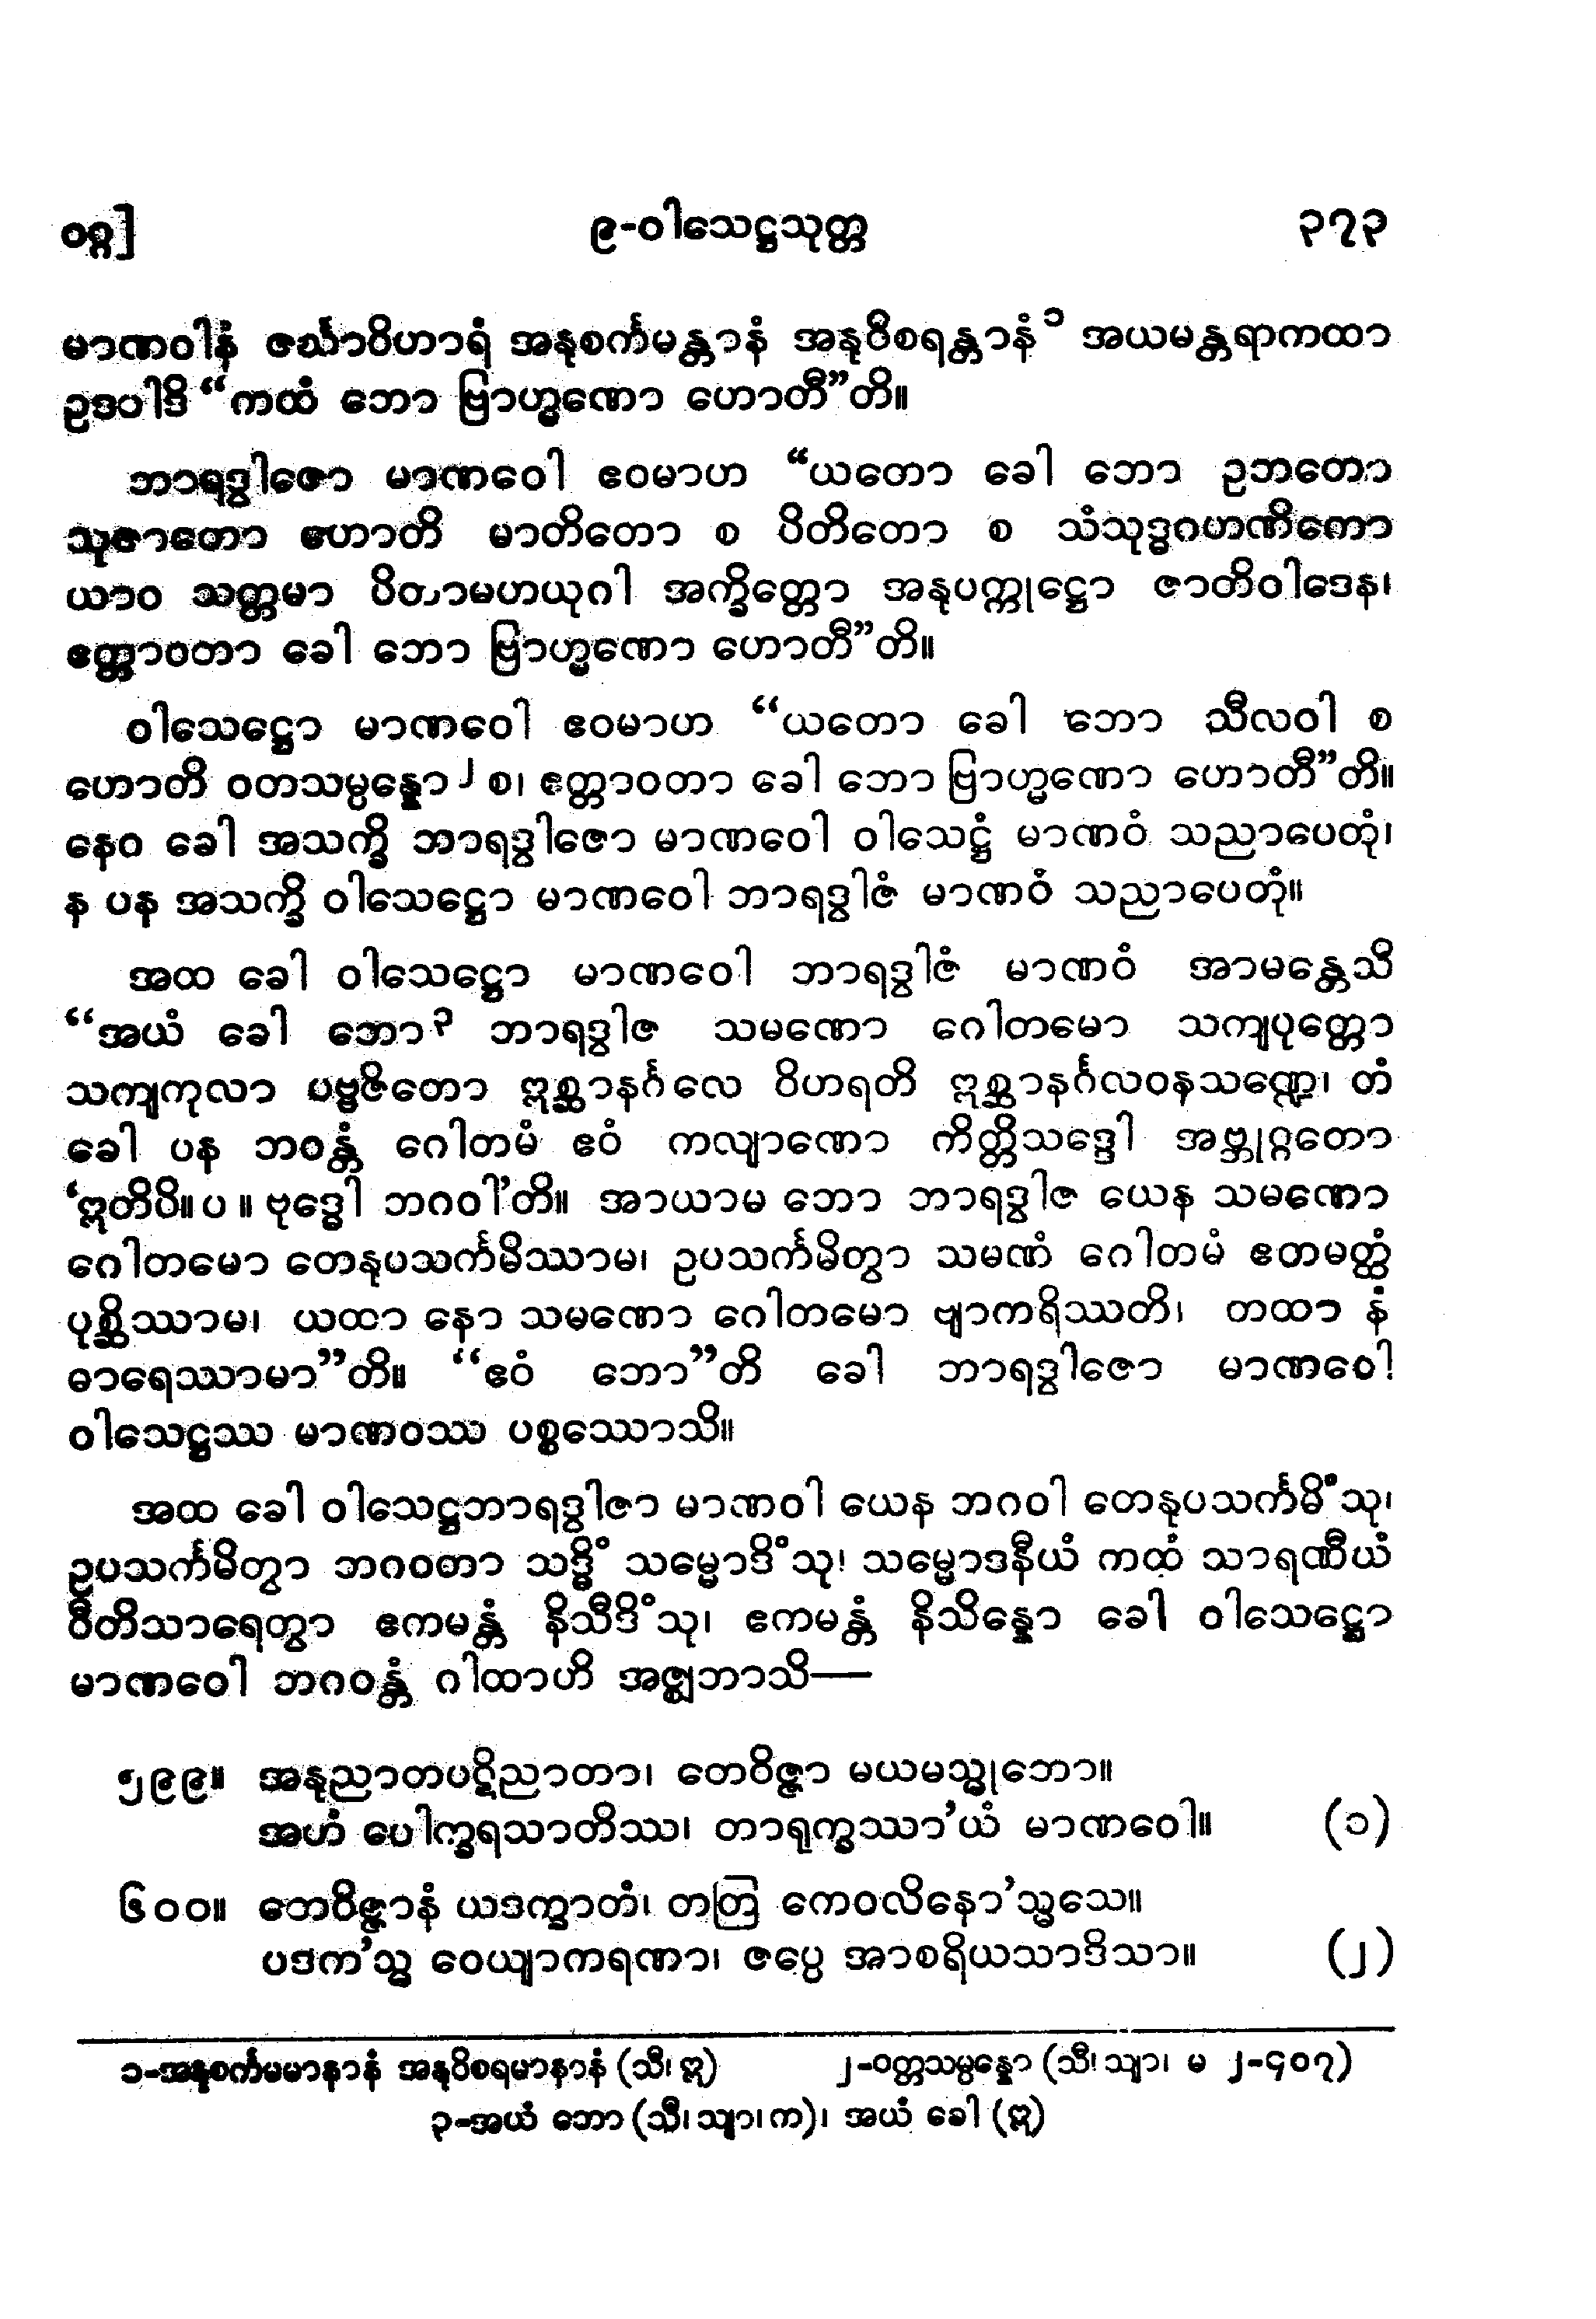 ဝဂ္ဂ]
၉-ဝါသေဋ္ဌသုတ္တ
၃၇၃
မာဏဝါနံ ဇင်္ဃာဝိဟာရံ အနုစင်္ကမန္တာနံ အနုဝိစရန္တာနံ၁ အယမန္တရာကထာ
ဥဒပါဒိ “ကထံ ဘော ဗြာဟ္မဏော ဟောတီ”တိ။
ဘာရဒွါဇော မာဏဝေါ ဧဝမာဟ “ယတော ခေါ ဘော ဥဘတော
သုဇာတော ဟောတိ မာတိတော စ ပိတိတော စ သံသုဒ္ဓဂဟဏိကော
ယာဝ သတ္တမာ ပိတာမဟယုဂါ အက္ခိတ္တော အနုပက္ကုဋ္ဌော ဇာတိဝါဒေန၊
ဧတ္တာဝတာ ခေါ ဘော ဗြာဟ္မဏော ဟောတီ”တိ။
ဝါသေဋ္ဌော မာဏဝေါ ဧဝမာဟ “ယတော ခေါ ဘော သီလဝါ စ
ဟောတိ ဝတသမ္ပန္နော၂ စ၊ ဧတ္တာဝတာ ခေါ ဘော ဗြာဟ္မဏော ဟောတီ”တိ။
နေဝ ခေါ အသက္ခိ ဘာရဒွါဇော မာဏဝေါ ဝါသေဋ္ဌံ မာဏဝံ သညာပေတုံ၊
န ပန အသက္ခိ ဝါသေဋ္ဌော မာဏဝေါ ဘာရဒွါဇံ မာဏဝံ သညာပေတုံ။
အထ ခေါ ဝါသေဋ္ဌော မာဏဝေါ ဘာရဒွါဇံ မာဏဝံ အာမန္တေသိ
“အယံ ခေါ ဘော၃ ဘာရဒွါဇ သမဏော ဂေါတမော သကျပုတ္တော
သကျကုလာ ပဗ္ဗဇိတော ဣစ္ဆာနင်္ဂလေ ဝိဟရတိ ဣစ္ဆာနင်္ဂလဝနသဏ္ဍေ၊ တံ
ခေါ ပန ဘဝန္တံ ဂေါတမံ ဧဝံ ကလျာဏော ကိတ္တိသဒ္ဒေါ အဗ္ဘုဂ္ဂတော
‘ဣတိပိ။ပ။ ဗုဒ္ဓေါ ဘဂဝါ’တိ။ အာယာမ ဘော ဘာရဒွါဇ ယေန သမဏော
ဂေါတမော တေနုပသင်္ကမိဿာမ၊ ဥပသင်္ကမိတွာ သမဏံ ဂေါတမံ ဧတမတ္ထံ
ပုစ္ဆိဿာမ၊ ယထာ နော သမဏော ဂေါတမော ဗျာကရိဿတိ၊ တထာ နံ
ဓာရေဿာမာ”တိ။ “ဧဝံ ဘော”တိ ခေါ ဘာရဒွါဇော မာဏဝေါ
ဝါသေဋ္ဌဿ မာဏဝဿ ပစ္စဿောသိ။
အထ ခေါ ဝါသေဋ္ဌဘာရဒွါဇာ မာဏဝါ ယေန ဘဂဝါ တေနုပသင်္ကမိံသု၊
ဥပသင်္ကမိတွာ ဘဂဝတာ သဒ္ဓိံ သမ္မောဒိံသု၊ သမ္မောဒနီယံ ကထံ သာရဏီယံ
ဝီတိသာရေတွာ ဧကမန္တံ နိသီဒိံသု၊ ဧကမန္တံ နိသိန္နော ခေါ ဝါသေဋ္ဌော
မာဏဝေါ ဘဂဝန္တံ ဂါထာဟိ အဇ္ဈဘာသိ—
၅၉၉။ အနုညာတပဋိညာတာ၊ တေဝိဇ္ဇာ မယမသ္မုဘော။
အဟံ ပေါက္ခရသာတိဿ၊ တာရုက္ခဿာ’ယံ မာဏဝေါ။ (၁)
၆၀၀။ တေဝိဇ္ဇာနံ ယဒက္ခာတံ၊ တတြ ကေဝလိနော’သ္မသေ။
ပဒက’သ္မ ဝေယျာကရဏာ၊ ဇပ္ပေ အာစရိယသာဒိသာ။ (၂)
၁-အနုစင်္ကမမာနာနံ အနုဝိစရမာနာနံ (သီ၊ ဣ) ၂-ဝတ္တသမ္ပန္နော (သီ၊ သျာ၊ မ ၂-၄၀၇)
၃-အယံ ဘော (သီ၊ သျာ၊ က)၊ အယံ ခေါ (ဣ)